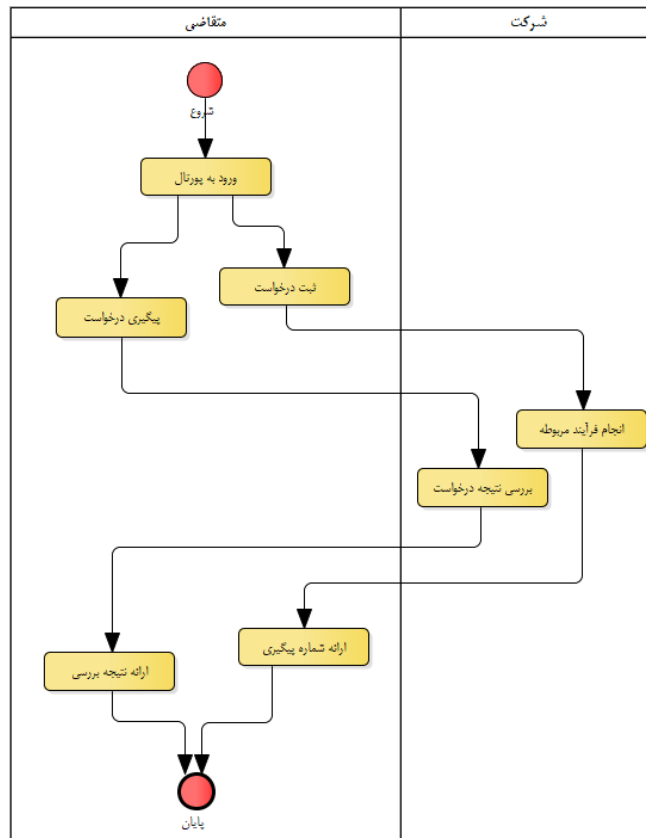 شرکت
متقاضی
شروع
ورود به پورتال
ثبت درخواست
پیگیری درخواست
انجام فرآیند مربوطه
بررسی نتیجه درخواست
ارائه شماره پیگیری
ارائه نتیجه بررسی
پایان